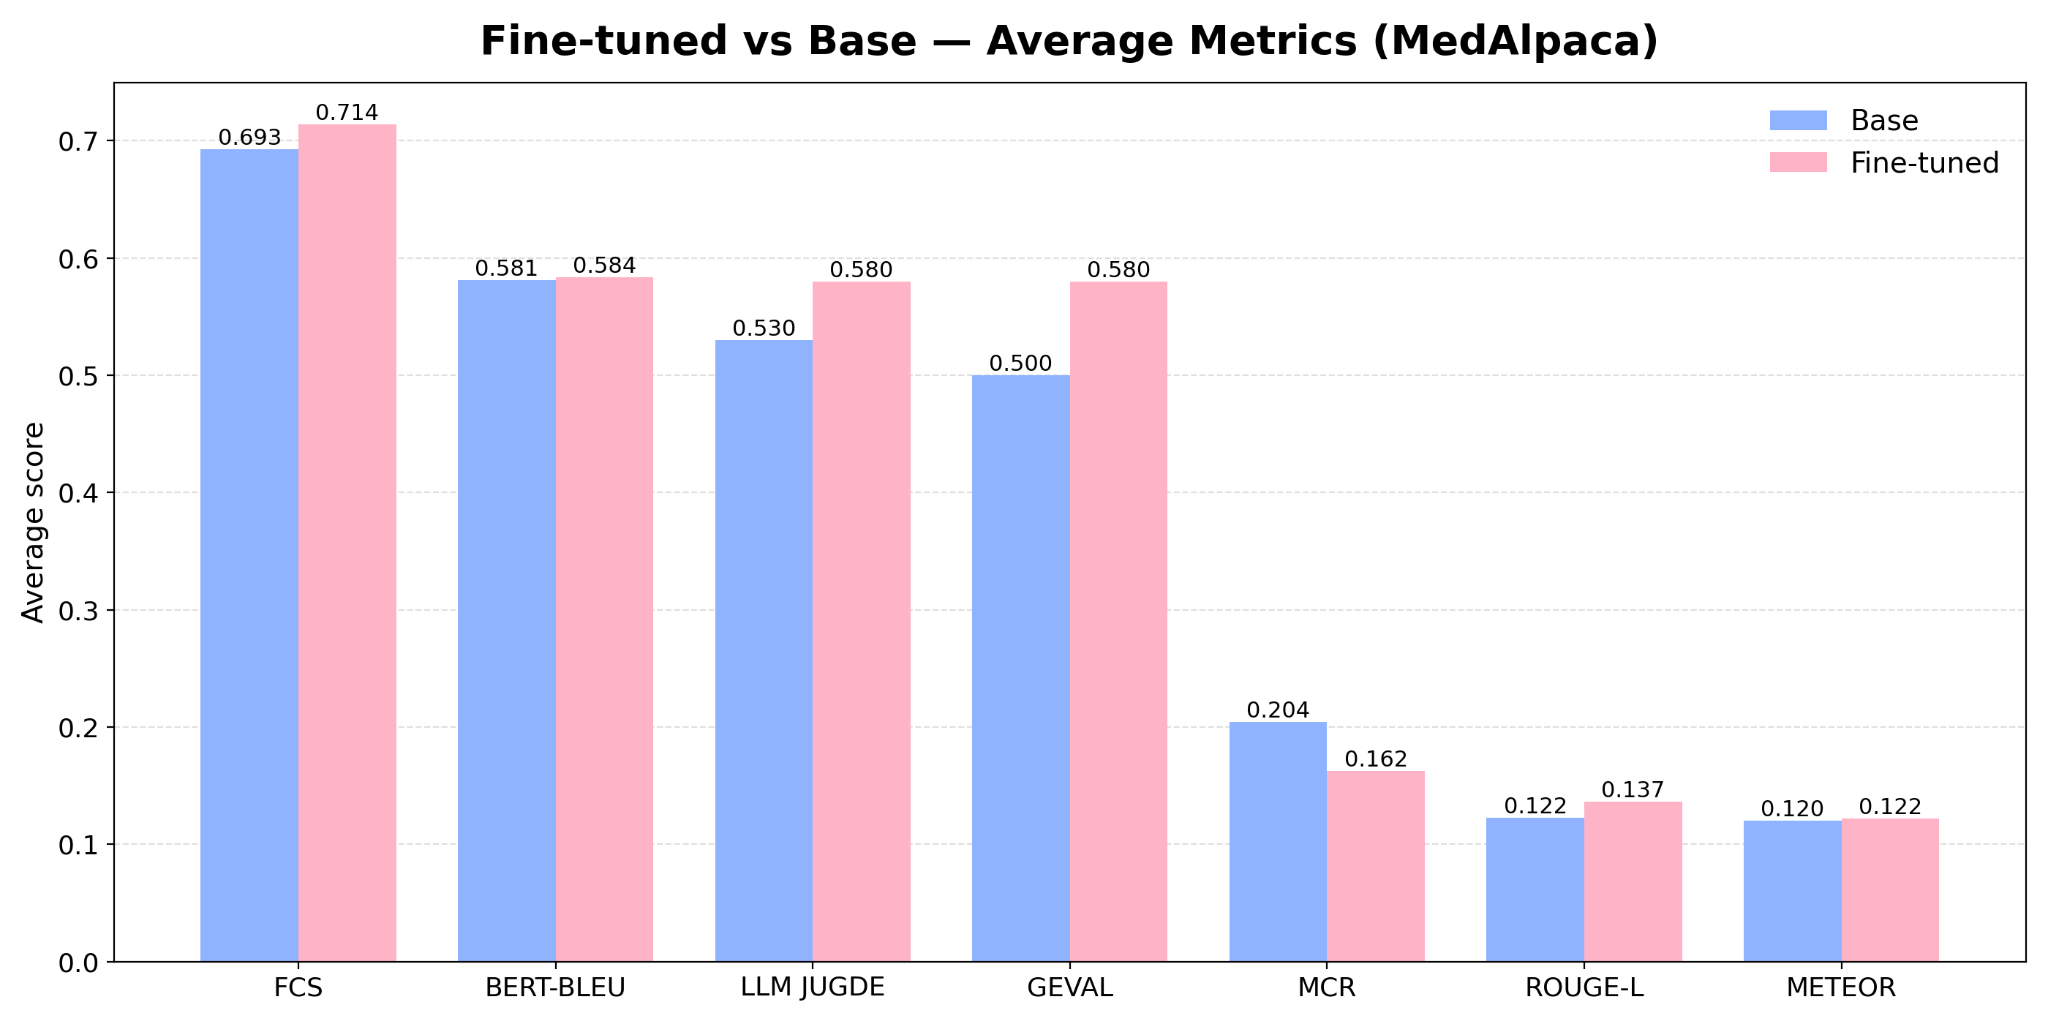 Fine-tuned vs Base — Average Metrics (MedAlpaca)
Base
Fine-tuned
Average score
0.7
0.6
0.5
0.4
0.3
0.2
0.1
0.0
0.693
0.714
0.581
0.584
0.530
0.580
0.500
0.580
0.204
0.162
0.122
0.137
0.120
0.122
FCS
BERT-BLEU
LLM JUGDE
GEVAL
MCR
ROUGE-L
METEOR